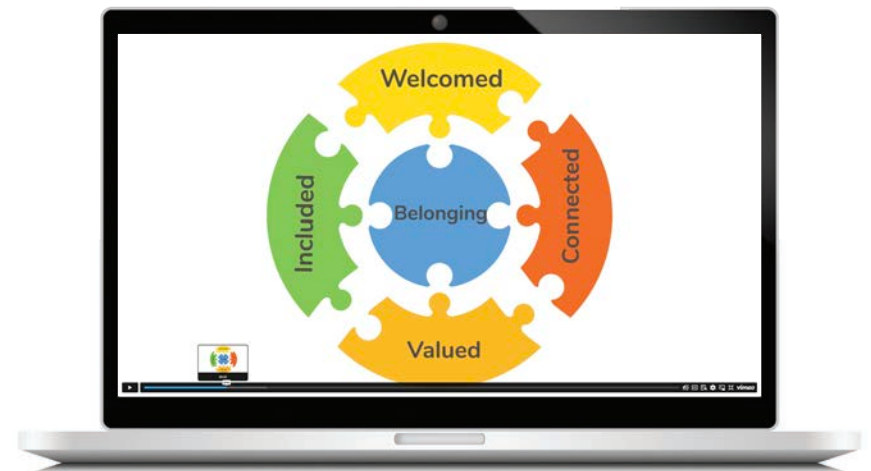 Welcomed
Included
Belonging
Connected
Valued
vimeo